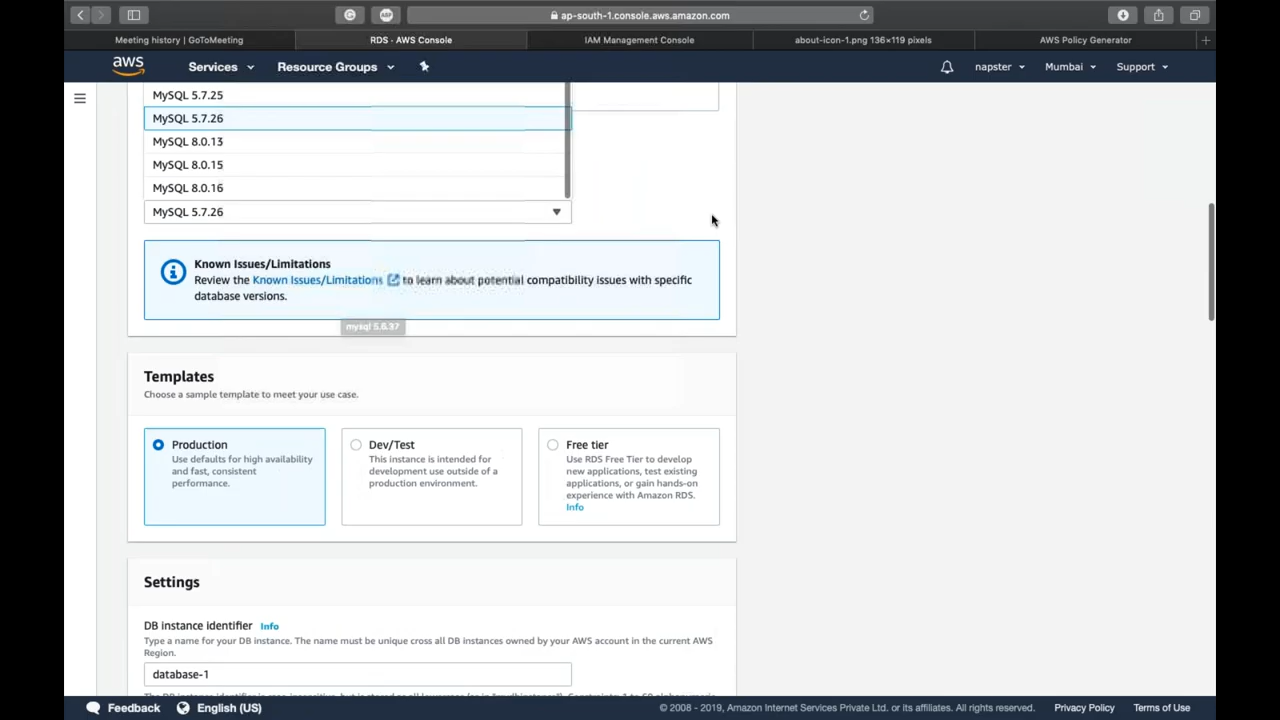 ap-south-1.console.aws.amazon.com
Meeting history | GoToMeeting
RDS - AWS Console
IAM Management Console
about-icon-1.png 136×119 pixels
AWS Policy Generator
aws
Services
Resource Groups
napster
Mumbai
Support
MySQL 5.7.25
MySQL 5.7.26
MySQL 8.0.13
MySQL 8.0.15
MySQL 8.0.16
MySQL 5.7.26
Known Issues/Limitations
Review the Known Issues/Limitations to learn about potential compatibility issues with specific
database versions.
mysql 5.6.37
Templates
Choose a sample template to meet your use case.
Production
Use defaults for high availability
and fast, consistent
performance.
Dev/Test
This instance is intended for
development use outside of a
production environment.
Free tier
Use RDS Free Tier to develop
new applications, test existing
applications, or gain hands-on
experience with Amazon RDS.
Info
Settings
DB instance identifier Info
Type a name for your DB instance. The name must be unique cross all DB instances owned by your AWS account in the current AWS
Region.
database-1
Feedback
English (US)
© 2008 - 2019, Amazon Internet Services Private Ltd. or its affiliates. All rights reserved.
Privacy Policy
Terms of Use